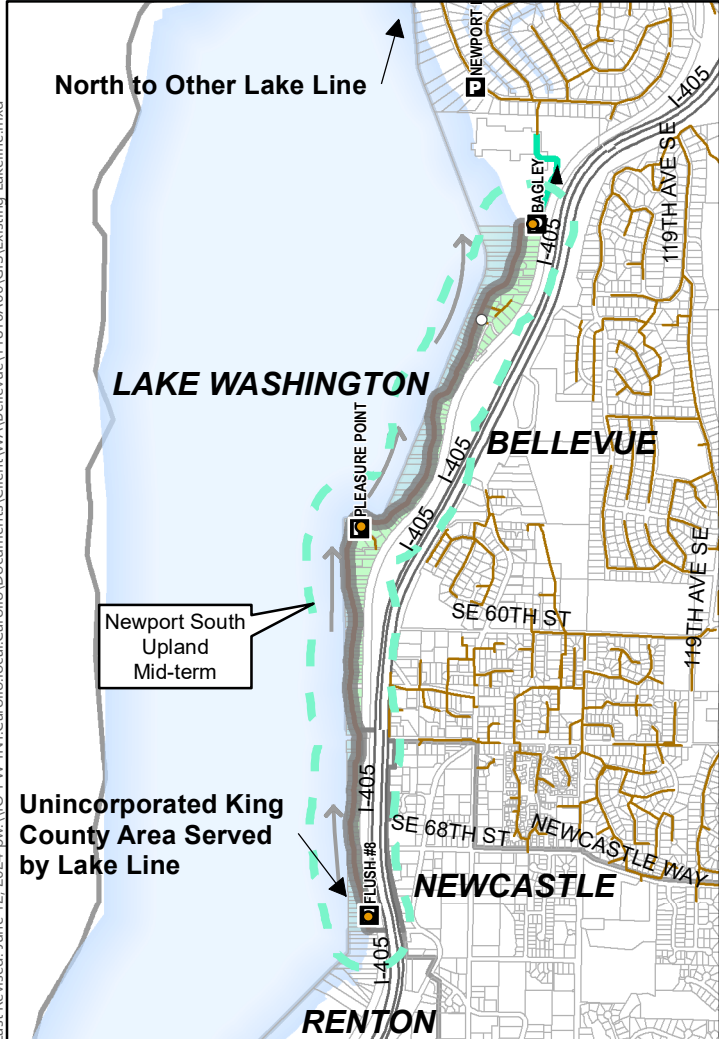 North to Other Lake Line
P NEWPORT
I-405
119TH AVE SE
BAGLEY
I-405
LAKE WASHINGTON
BELLEVUE
I-405
PLEASURE POINT
I-405
Newport South
Upland
Mid-term
SE 60TH ST
119TH AVE SE
Unincorporated King
County Area Served
by Lake Line
I-405
SE 68TH ST
NEWCASTLE WAY
FLUSH #8
NEWCASTLE
I-405
RENTON